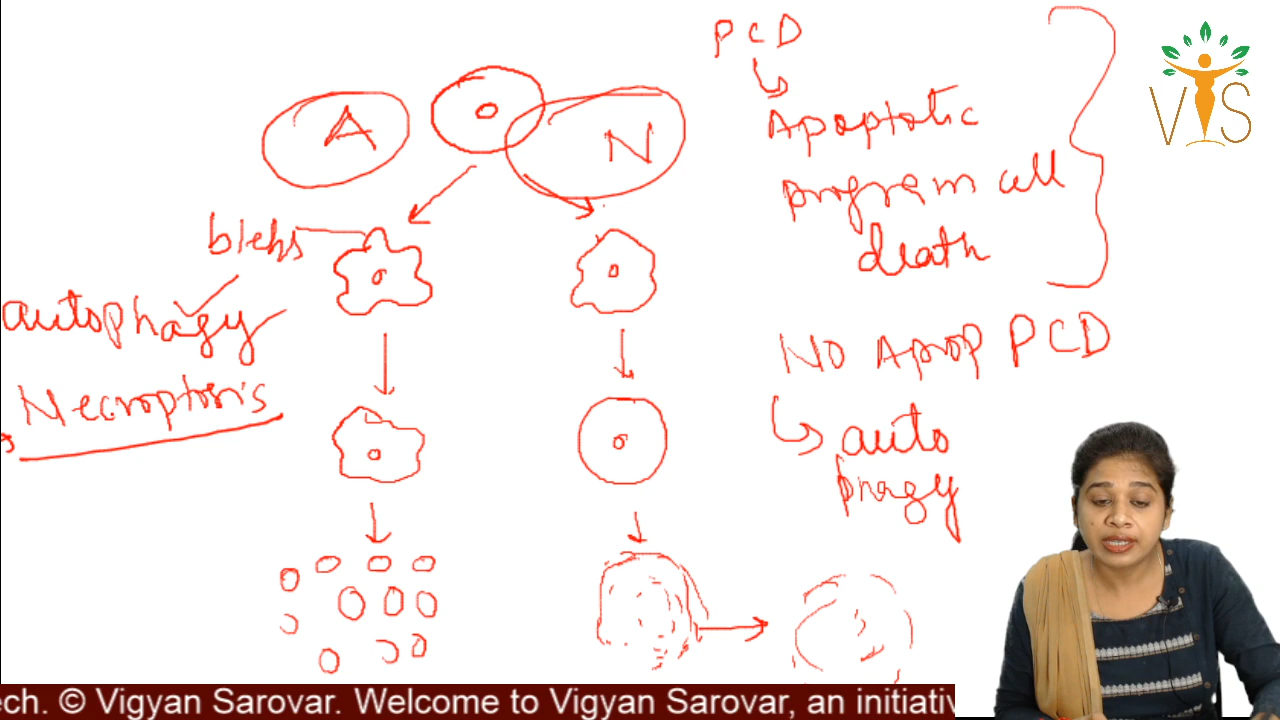 PCD
A
N
Apoptotic
program cell
death
blebs
autophagy
Necroptosis
No Apop PCD
auto
phagy
VS
ech. © Vigyan Sarovar. Welcome to Vigyan Sarovar, an initiativ